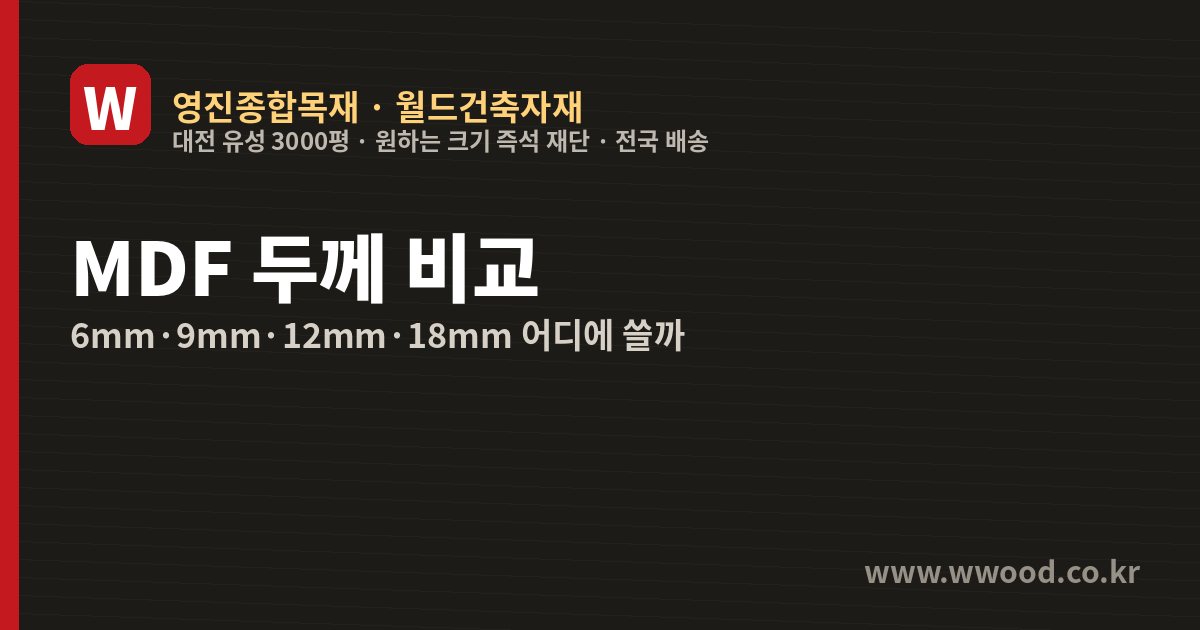 W
영진종합목재 · 월드건축자재
대전 유성 3000평 · 원하는 크기 즉석 재단 · 전국 배송
MDF 두께 비교
6mm·9mm·12mm·18mm 어디에 쓸까
www.wwood.co.kr